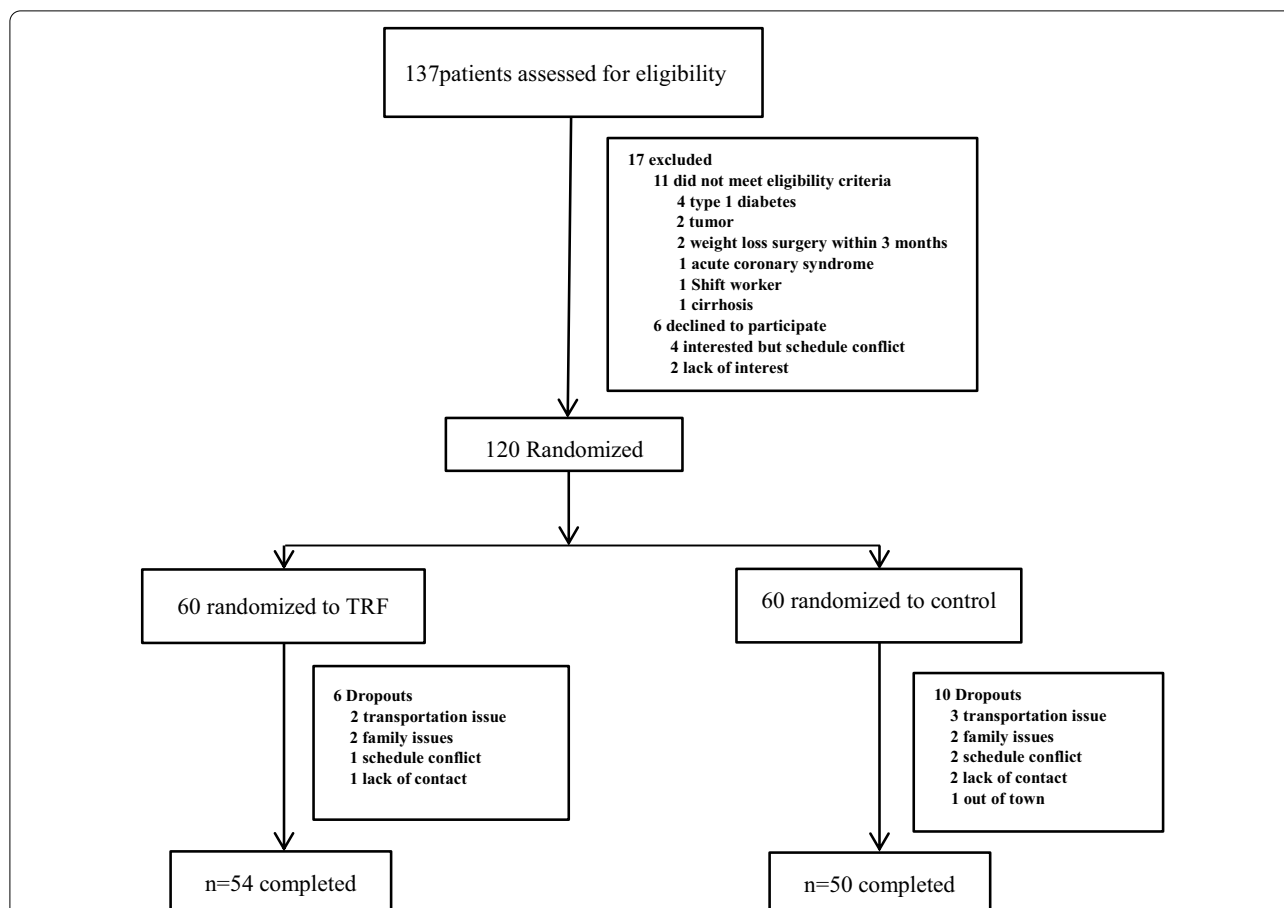 137patients assessed for eligibility
17 excluded
11 did not meet eligibility criteria
4 type 1 diabetes
2 tumor
2 weight loss surgery within 3 months
1 acute coronary syndrome
1 Shift worker
1 cirrhosis
6 declined to participate
4 interested but schedule conflict
2 lack of interest
120 Randomized
60 randomized to TRF
60 randomized to control
6 Dropouts
2 transportation issue
2 family issues
1 schedule conflict
1 lack of contact
10 Dropouts
3 transportation issue
2 family issues
2 schedule conflict
2 lack of contact
1 out of town
n=54 completed
n=50 completed